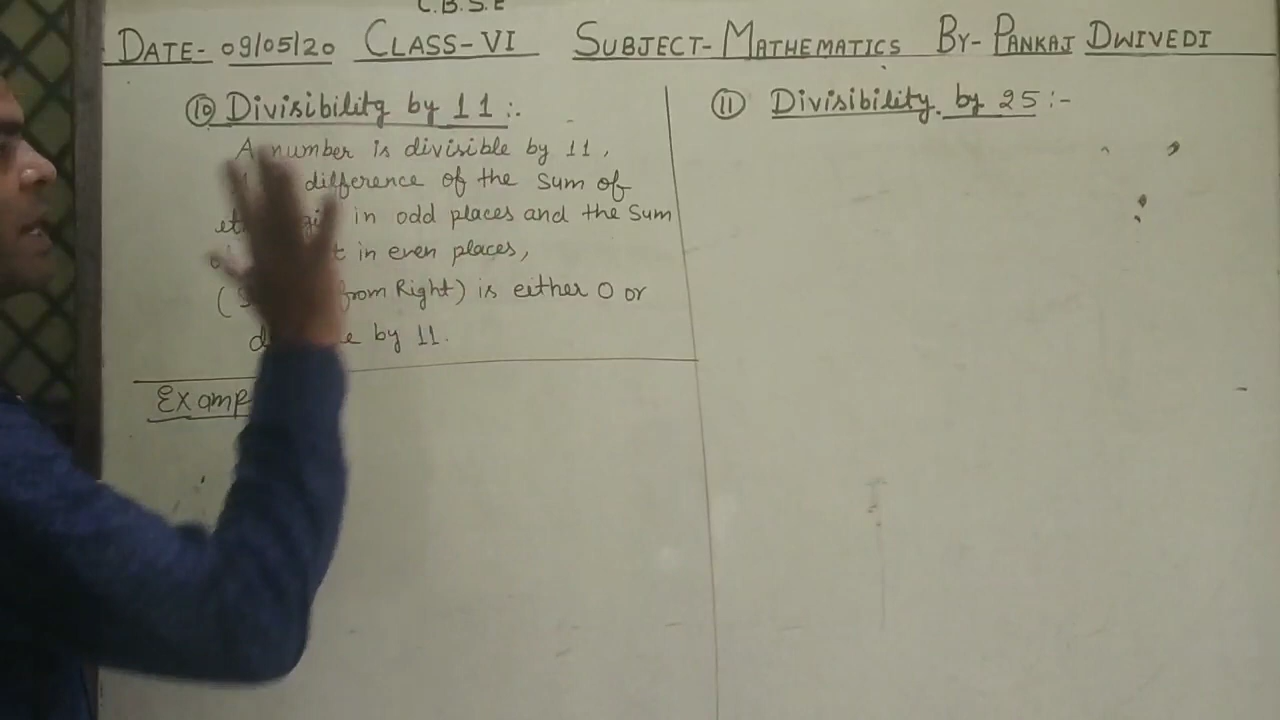 C.B.S.E
DATE- 09/05/20 CLASS-VI SUBJECT- MATHEMATICS BY- PANKAJ DWIVEDI
⑩ Divisibility by 11 :.
A number is divisible by 11,
difference of the sum of
in odd places and the sum
in even places,
from Right) is either 0 or
by 11.
⑪ Divisibility by 25 :-